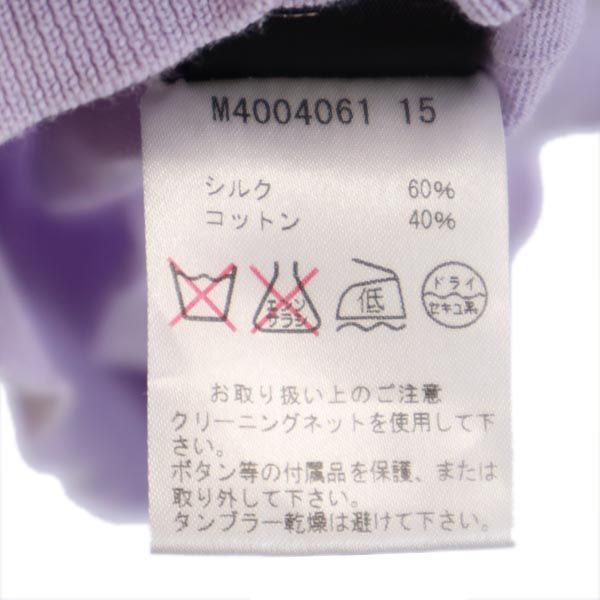 M4004061 15
シルク 60%
コットン 40%
エンソ
サラシ
低
ドライ
セキユ系
お取り扱い上のご注意
クリーニングネットを使用して下
さい。
ボタン等の付属品を保護、または
取り外して下さい。
タンブラー乾燥は避けて下さい。